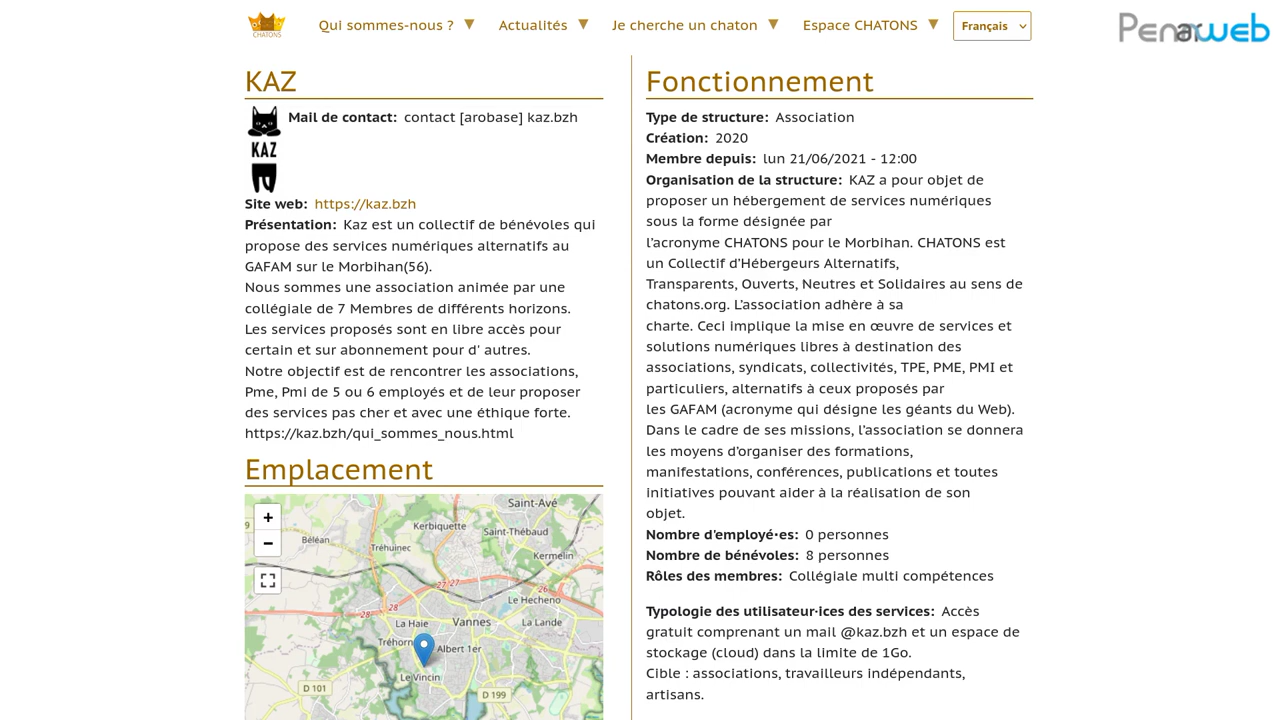 CHATONS
Qui sommes-nous ? ▼
Actualités ▼
Je cherche un chaton ▼
Espace CHATONS ▼
Français
Penarweb
KAZ
Mail de contact: contact [arobase] kaz.bzh
KAZ
Site web: https://kaz.bzh
Présentation: Kaz est un collectif de bénévoles qui
propose des services numériques alternatifs au
GAFAM sur le Morbihan(56).
Nous sommes une association animée par une
collégiale de 7 Membres de différents horizons.
Les services proposés sont en libre accès pour
certain et sur abonnement pour d' autres.
Notre objectif est de rencontrer les associations,
Pme, Pmi de 5 ou 6 employés et de leur proposer
des services pas cher et avec une éthique forte.
https://kaz.bzh/qui_sommes_nous.html
Emplacement
+
−
Saint-Avé
Kerbiquette
Saint-Thébaud
Béléan
Tréhuinec
Kermelin
27
27
Le Hecheno
28
28
La Haie
Vannes
La Lande
Tréhorn
Albert 1er
Le Vincin
D 101
D 199
Fonctionnement
Type de structure: Association
Création: 2020
Membre depuis: lun 21/06/2021 - 12:00
Organisation de la structure: KAZ a pour objet de
proposer un hébergement de services numériques
sous la forme désignée par
l’acronyme CHATONS pour le Morbihan. CHATONS est
un Collectif d’Hébergeurs Alternatifs,
Transparents, Ouverts, Neutres et Solidaires au sens de
chatons.org. L’association adhère à sa
charte. Ceci implique la mise en œuvre de services et
solutions numériques libres à destination des
associations, syndicats, collectivités, TPE, PME, PMI et
particuliers, alternatifs à ceux proposés par
les GAFAM (acronyme qui désigne les géants du Web).
Dans le cadre de ses missions, l’association se donnera
les moyens d’organiser des formations,
manifestations, conférences, publications et toutes
initiatives pouvant aider à la réalisation de son
objet.
Nombre d'employé·es: 0 personnes
Nombre de bénévoles: 8 personnes
Rôles des membres: Collégiale multi compétences
Typologie des utilisateur·ices des services: Accès
gratuit comprenant un mail @kaz.bzh et un espace de
stockage (cloud) dans la limite de 1Go.
Cible : associations, travailleurs indépendants,
artisans.